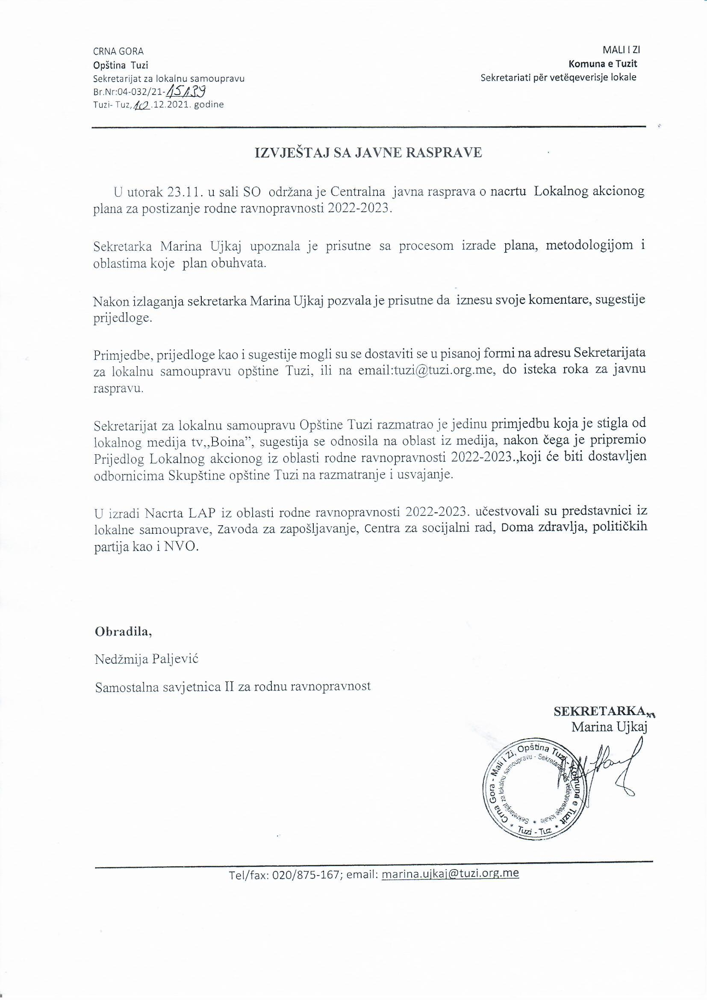 CRNA GORA
Opština Tuzi
Sekretarijat za lokalnu samoupravu
Br.Nr:04-032/21-15139
Tuzi- Tuz, 10.12.2021. godine
MALI I ZI
Komuna e Tuzit
Sekretariati për vetëqeverisje lokale
IZVJEŠTAJ SA JAVNE RASPRAVE
U utorak 23.11. u sali SO održana je Centralna javna rasprava o nacrtu Lokalnog akcionog
plana za postizanje rodne ravnopravnosti 2022-2023.
Sekretarka Marina Ujkaj upoznala je prisutne sa procesom izrade plana, metodologijom i
oblastima koje plan obuhvata.
Nakon izlaganja sekretarka Marina Ujkaj pozvala je prisutne da iznesu svoje komentare, sugestije
prijedloge.
Primjedbe, prijedloge kao i sugestije mogli su se dostaviti se u pisanoj formi na adresu Sekretarijata
za lokalnu samoupravu opštine Tuzi, ili na email:tuzi@tuzi.org.me, do isteka roka za javnu
raspravu.
Sekretarijat za lokalnu samoupravu Opštine Tuzi razmatrao je jedinu primjedbu koja je stigla od
lokalnog medija tv,,Boina”, sugestija se odnosila na oblast iz medija, nakon čega je pripremio
Prijedlog Lokalnog akcionog iz oblasti rodne ravnopravnosti 2022-2023.,koji će biti dostavljen
odbornicima Skupštine opštine Tuzi na razmatranje i usvajanje.
U izradi Nacrta LAP iz oblasti rodne ravnopravnosti 2022-2023. učestvovali su predstavnici iz
lokalne samouprave, Zavoda za zapošljavanje, Centra za socijalni rad, Doma zdravlja, političkih
partija kao i NVO.
Obradila,
Nedžmija Paljević
Samostalna savjetnica II za rodnu ravnopravnost
SEKRETARKA,
Marina Ujkaj
Crna Gora - Mali i Zi, Opština Tuzi - Komuna e Tuzit
Sekretarijat za lokalnu samoupravu - Sekretariati për vetëqeverisje lokale
Tuzi - Tuz
Tel/fax: 020/875-167; email: marina.ujkaj@tuzi.org.me